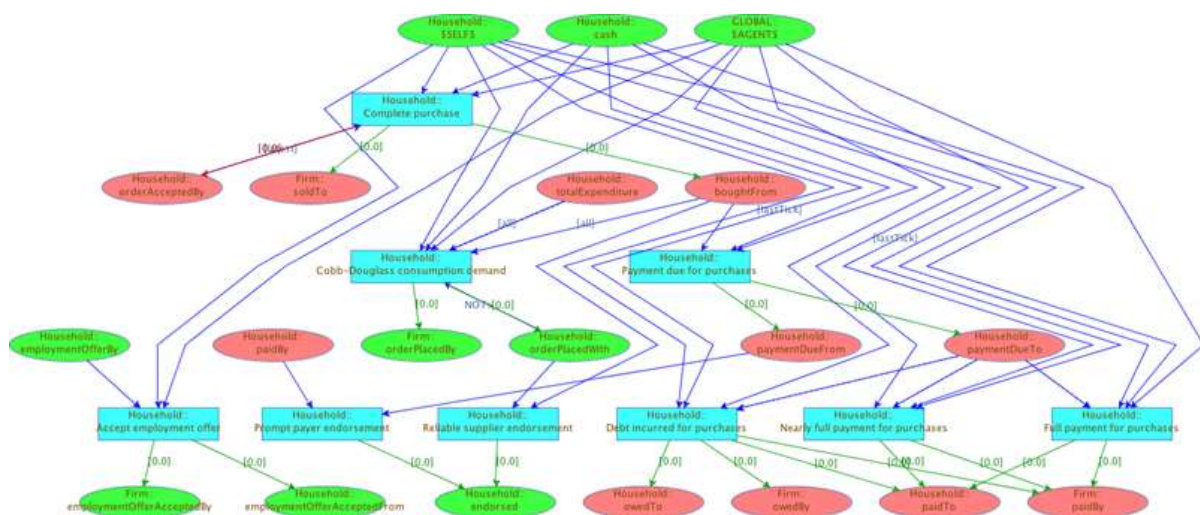 Household::
$SELF$
Household::
cash
GLOBAL::
$AGENT$
Household::
Complete purchase
[0,0]
[0,0]
Household::
orderAcceptedBy
Firm::
soldTo
Household::
totalExpenditure
Household::
boughtFrom
[all]
[all]
[lastTick]
[lastTick]
Household::
Cobb-Douglass consumption demand
Household::
Payment due for purchases
[0,0]
NOT
[0,0]
[0,0]
[0,0]
Household::
employmentOfferBy
Household::
paidBy
Firm::
orderPlacedBy
Household::
orderPlacedWith
Household::
paymentDueFrom
Household::
paymentDueTo
Household::
Accept employment offer
Household::
Prompt payer endorsement
Household::
Reliable supplier endorsement
Household::
Debt incurred for purchases
Household::
Nearly full payment for purchases
Household::
Full payment for purchases
[0,0]
[0,0]
[0,0]
[0,0]
[0,0]
[0,0]
[0,0]
[0,0]
[0,0]
[0,0]
[0,0]
[0,0]
Firm::
employmentOfferAcceptedBy
Household::
employmentOfferAcceptedFrom
Household::
endorsed
Household::
owedTo
Firm::
owedBy
Household::
paidTo
Firm::
paidBy